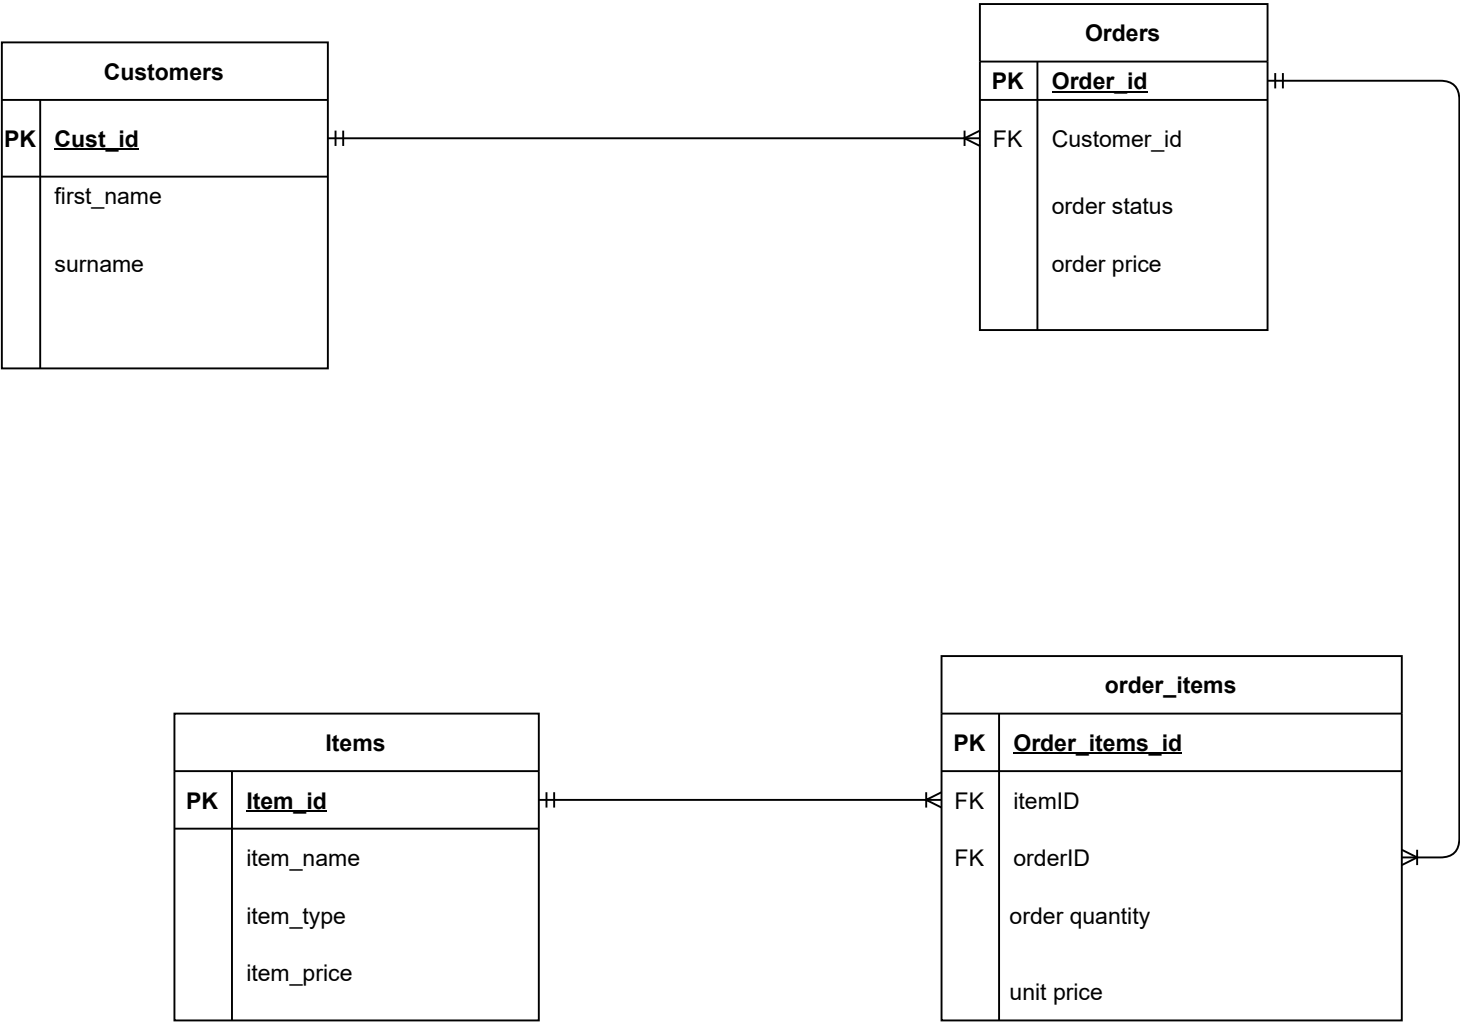 Customers
PK Cust_id
first_name
surname
Orders
PK Order_id
FK Customer_id
order status
order price
Items
PK Item_id
item_name
item_type
item_price
order_items
PK Order_items_id
FK itemID
FK orderID
order quantity
unit price